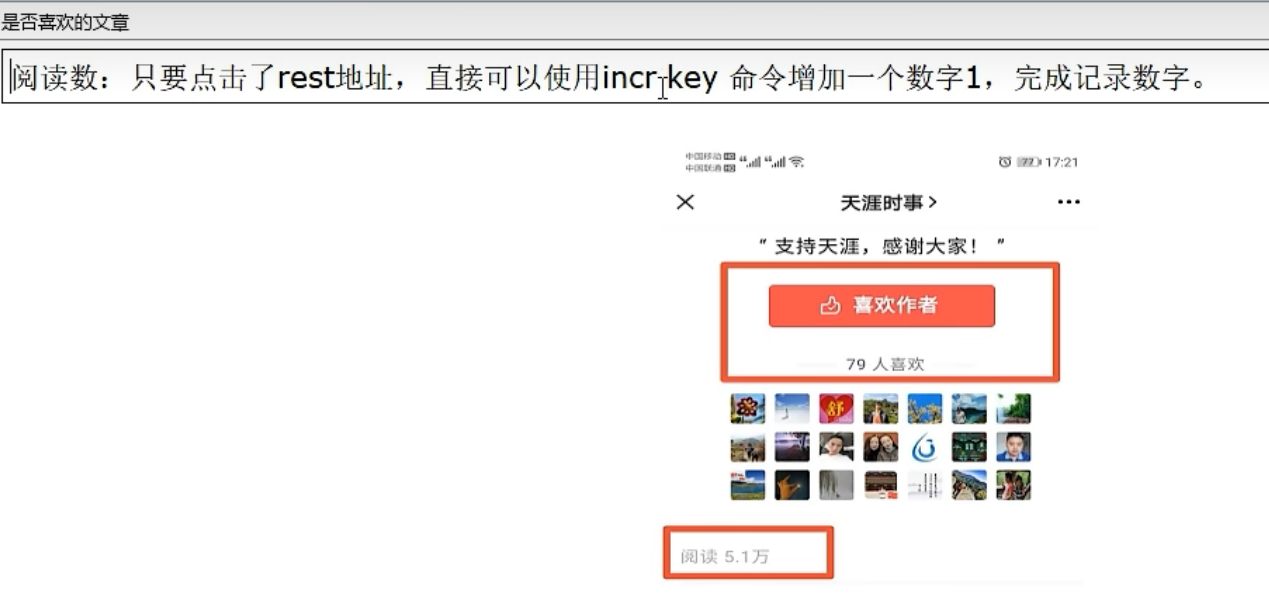 是否喜欢的文章
阅读数：只要点击了rest地址，直接可以使用incr key 命令增加一个数字1，完成记录数字。
中国移动 HD
中国联通 HD
77 17:21
天涯时事
“ 支持天涯，感谢大家！ ”
喜欢作者
79 人喜欢
舒
阅读 5.1万